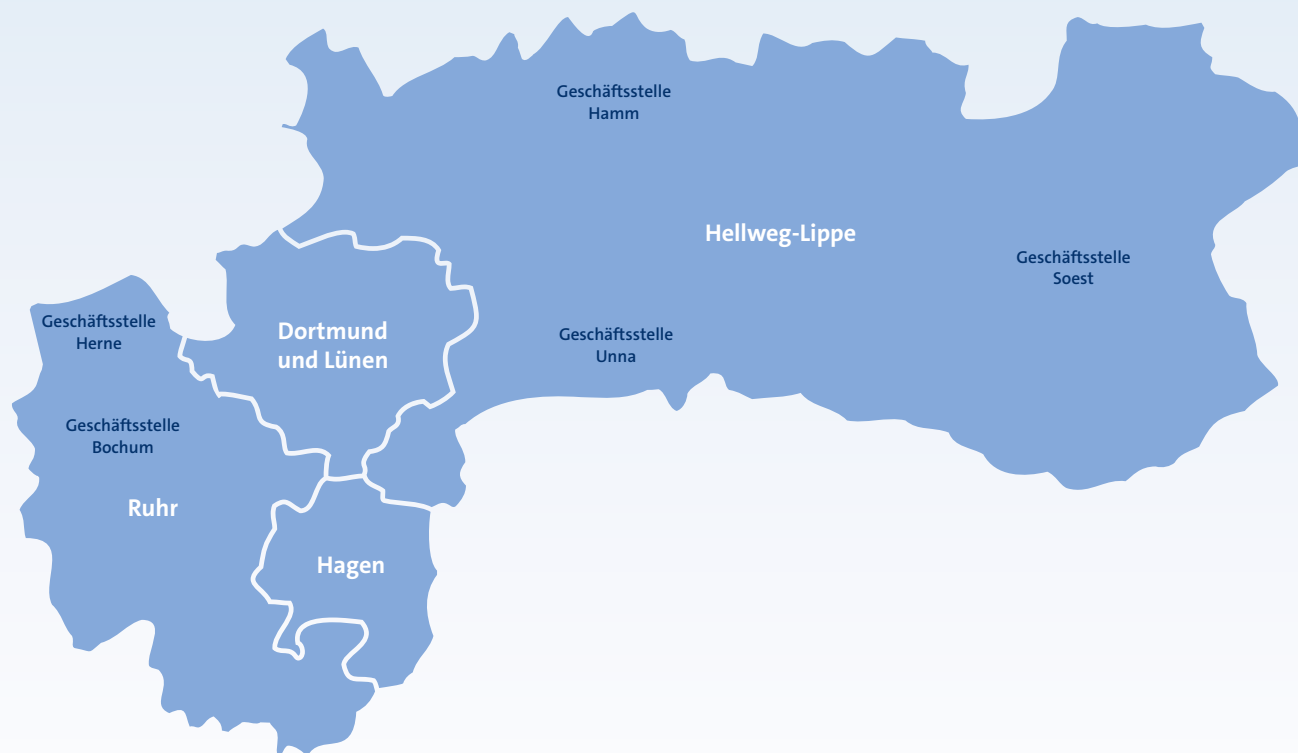 Geschäftsstelle
Hamm
Hellweg-Lippe
Geschäftsstelle
Soest
Geschäftsstelle
Herne
Dortmund
und Lünen
Geschäftsstelle
Unna
Geschäftsstelle
Bochum
Ruhr
Hagen